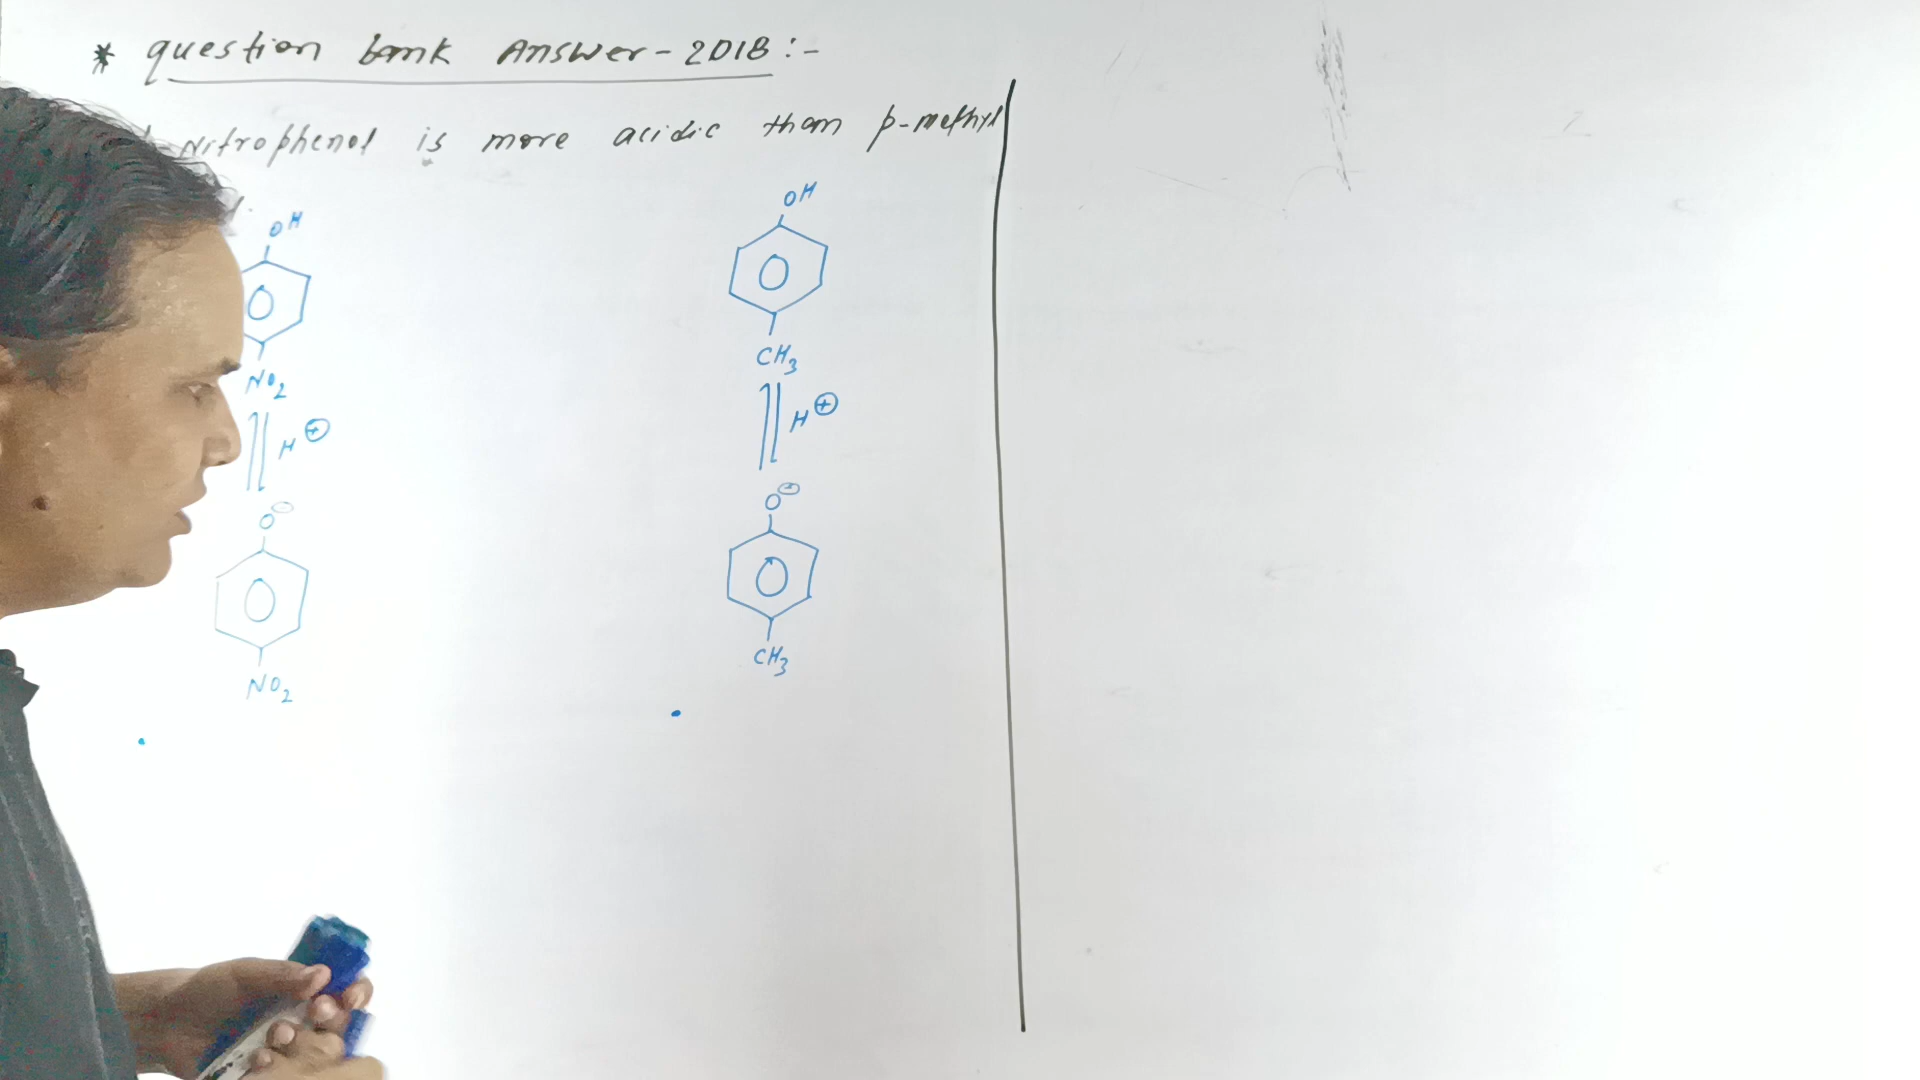 * question bank Answer - 2018 :-
Nitrophenol is more acidic than p-methyl
OH
OH
NO2
CH3
H⊕
H⊕
O⊖
O⊖
NO2
CH3